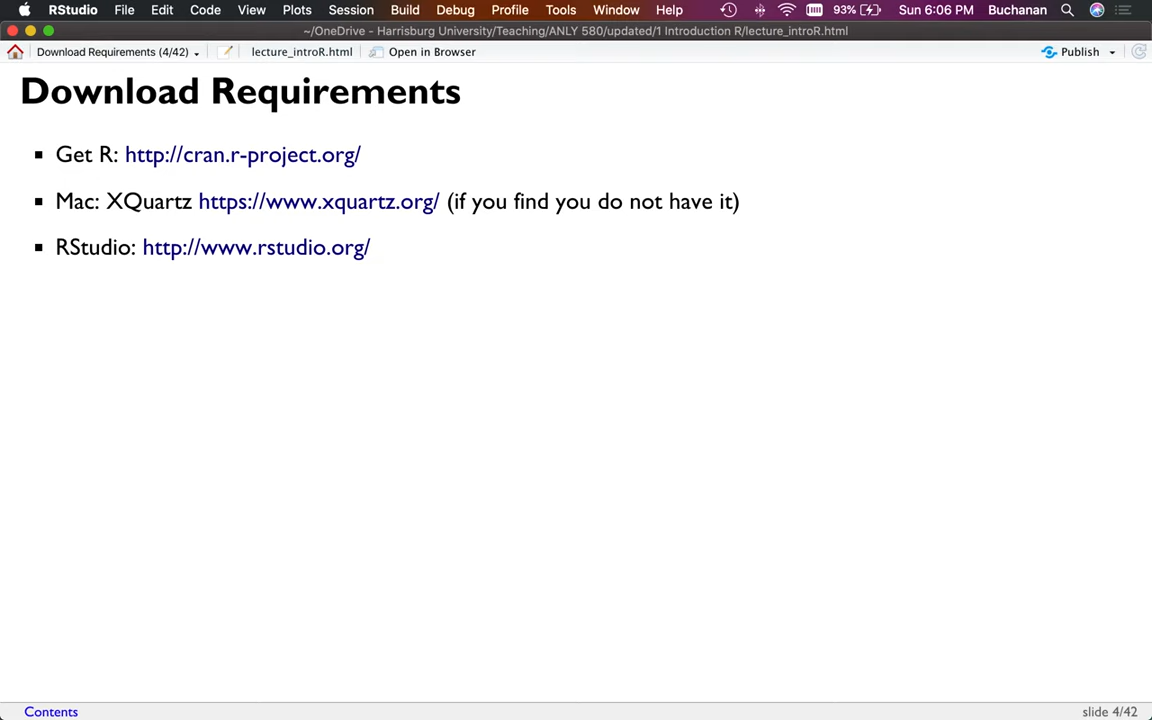 RStudio File Edit Code View Plots Session Build Debug Profile Tools Window Help 93% Sun 6:06 PM Buchanan
~/OneDrive - Harrisburg University/Teaching/ANLY 580/updated/1 Introduction R/lecture_introR.html
Download Requirements (4/42) lecture_introR.html Open in Browser Publish
Download Requirements
Get R: http://cran.r-project.org/
Mac: XQuartz https://www.xquartz.org/ (if you find you do not have it)
RStudio: http://www.rstudio.org/
Contents slide 4/42